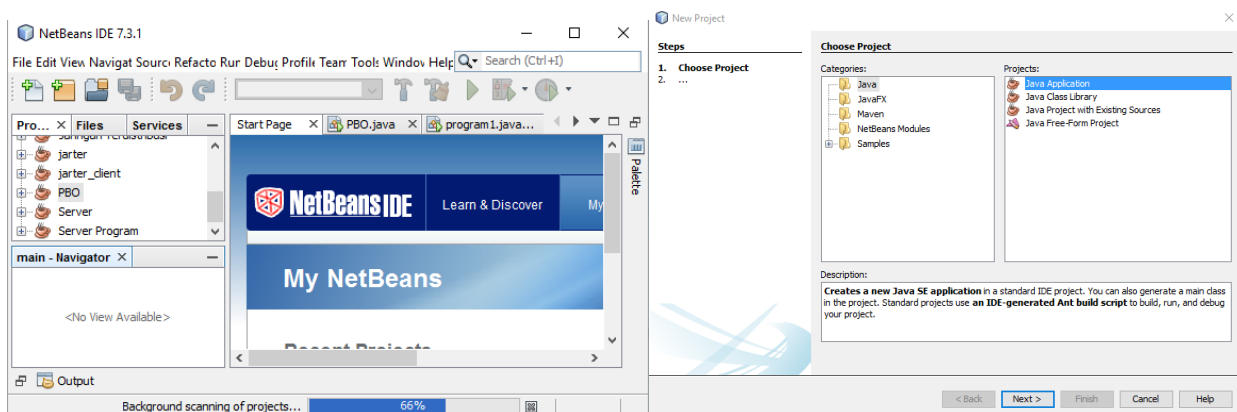 NetBeans IDE 7.3.1
File Edit View Navigat Source Refacto Run Debug Profile Team Tools Window Help Search (Ctrl+I)
Pro... Files Services
Start Page PBO.java program1.java...
jarter
jarter_client
PBO
Server
Server Program
main - Navigator
<No View Available>
NetBeans IDE
Learn & Discover
My
My NetBeans
Recent Projects
Palette
Output
Background scanning of projects... 66%
New Project
Steps
1. Choose Project
2. ...
Choose Project
Categories:
Java
JavaFX
Maven
NetBeans Modules
Samples
Projects:
Java Application
Java Class Library
Java Project with Existing Sources
Java Free-Form Project
Description:
Creates a new Java SE application in a standard IDE project. You can also generate a main class
in the project. Standard projects use an IDE-generated Ant build script to build, run, and debug
your project.
< Back Next > Finish Cancel Help